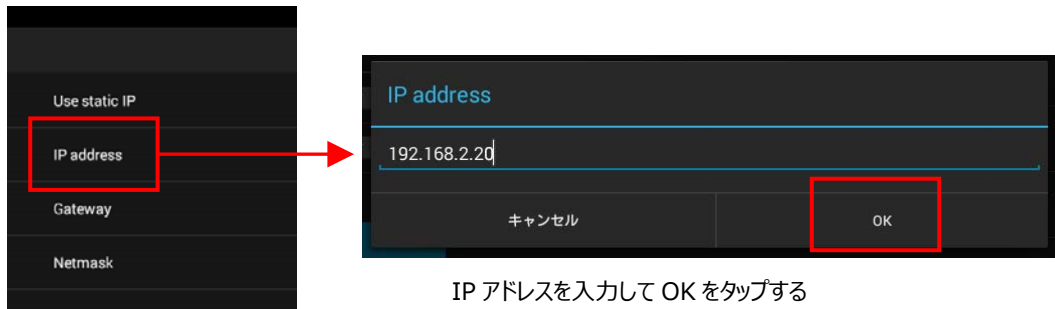 Use static IP
IP address
Gateway
Netmask
IP address
192.168.2.20
キャンセル
OK
IP アドレスを入力して OK をタップする